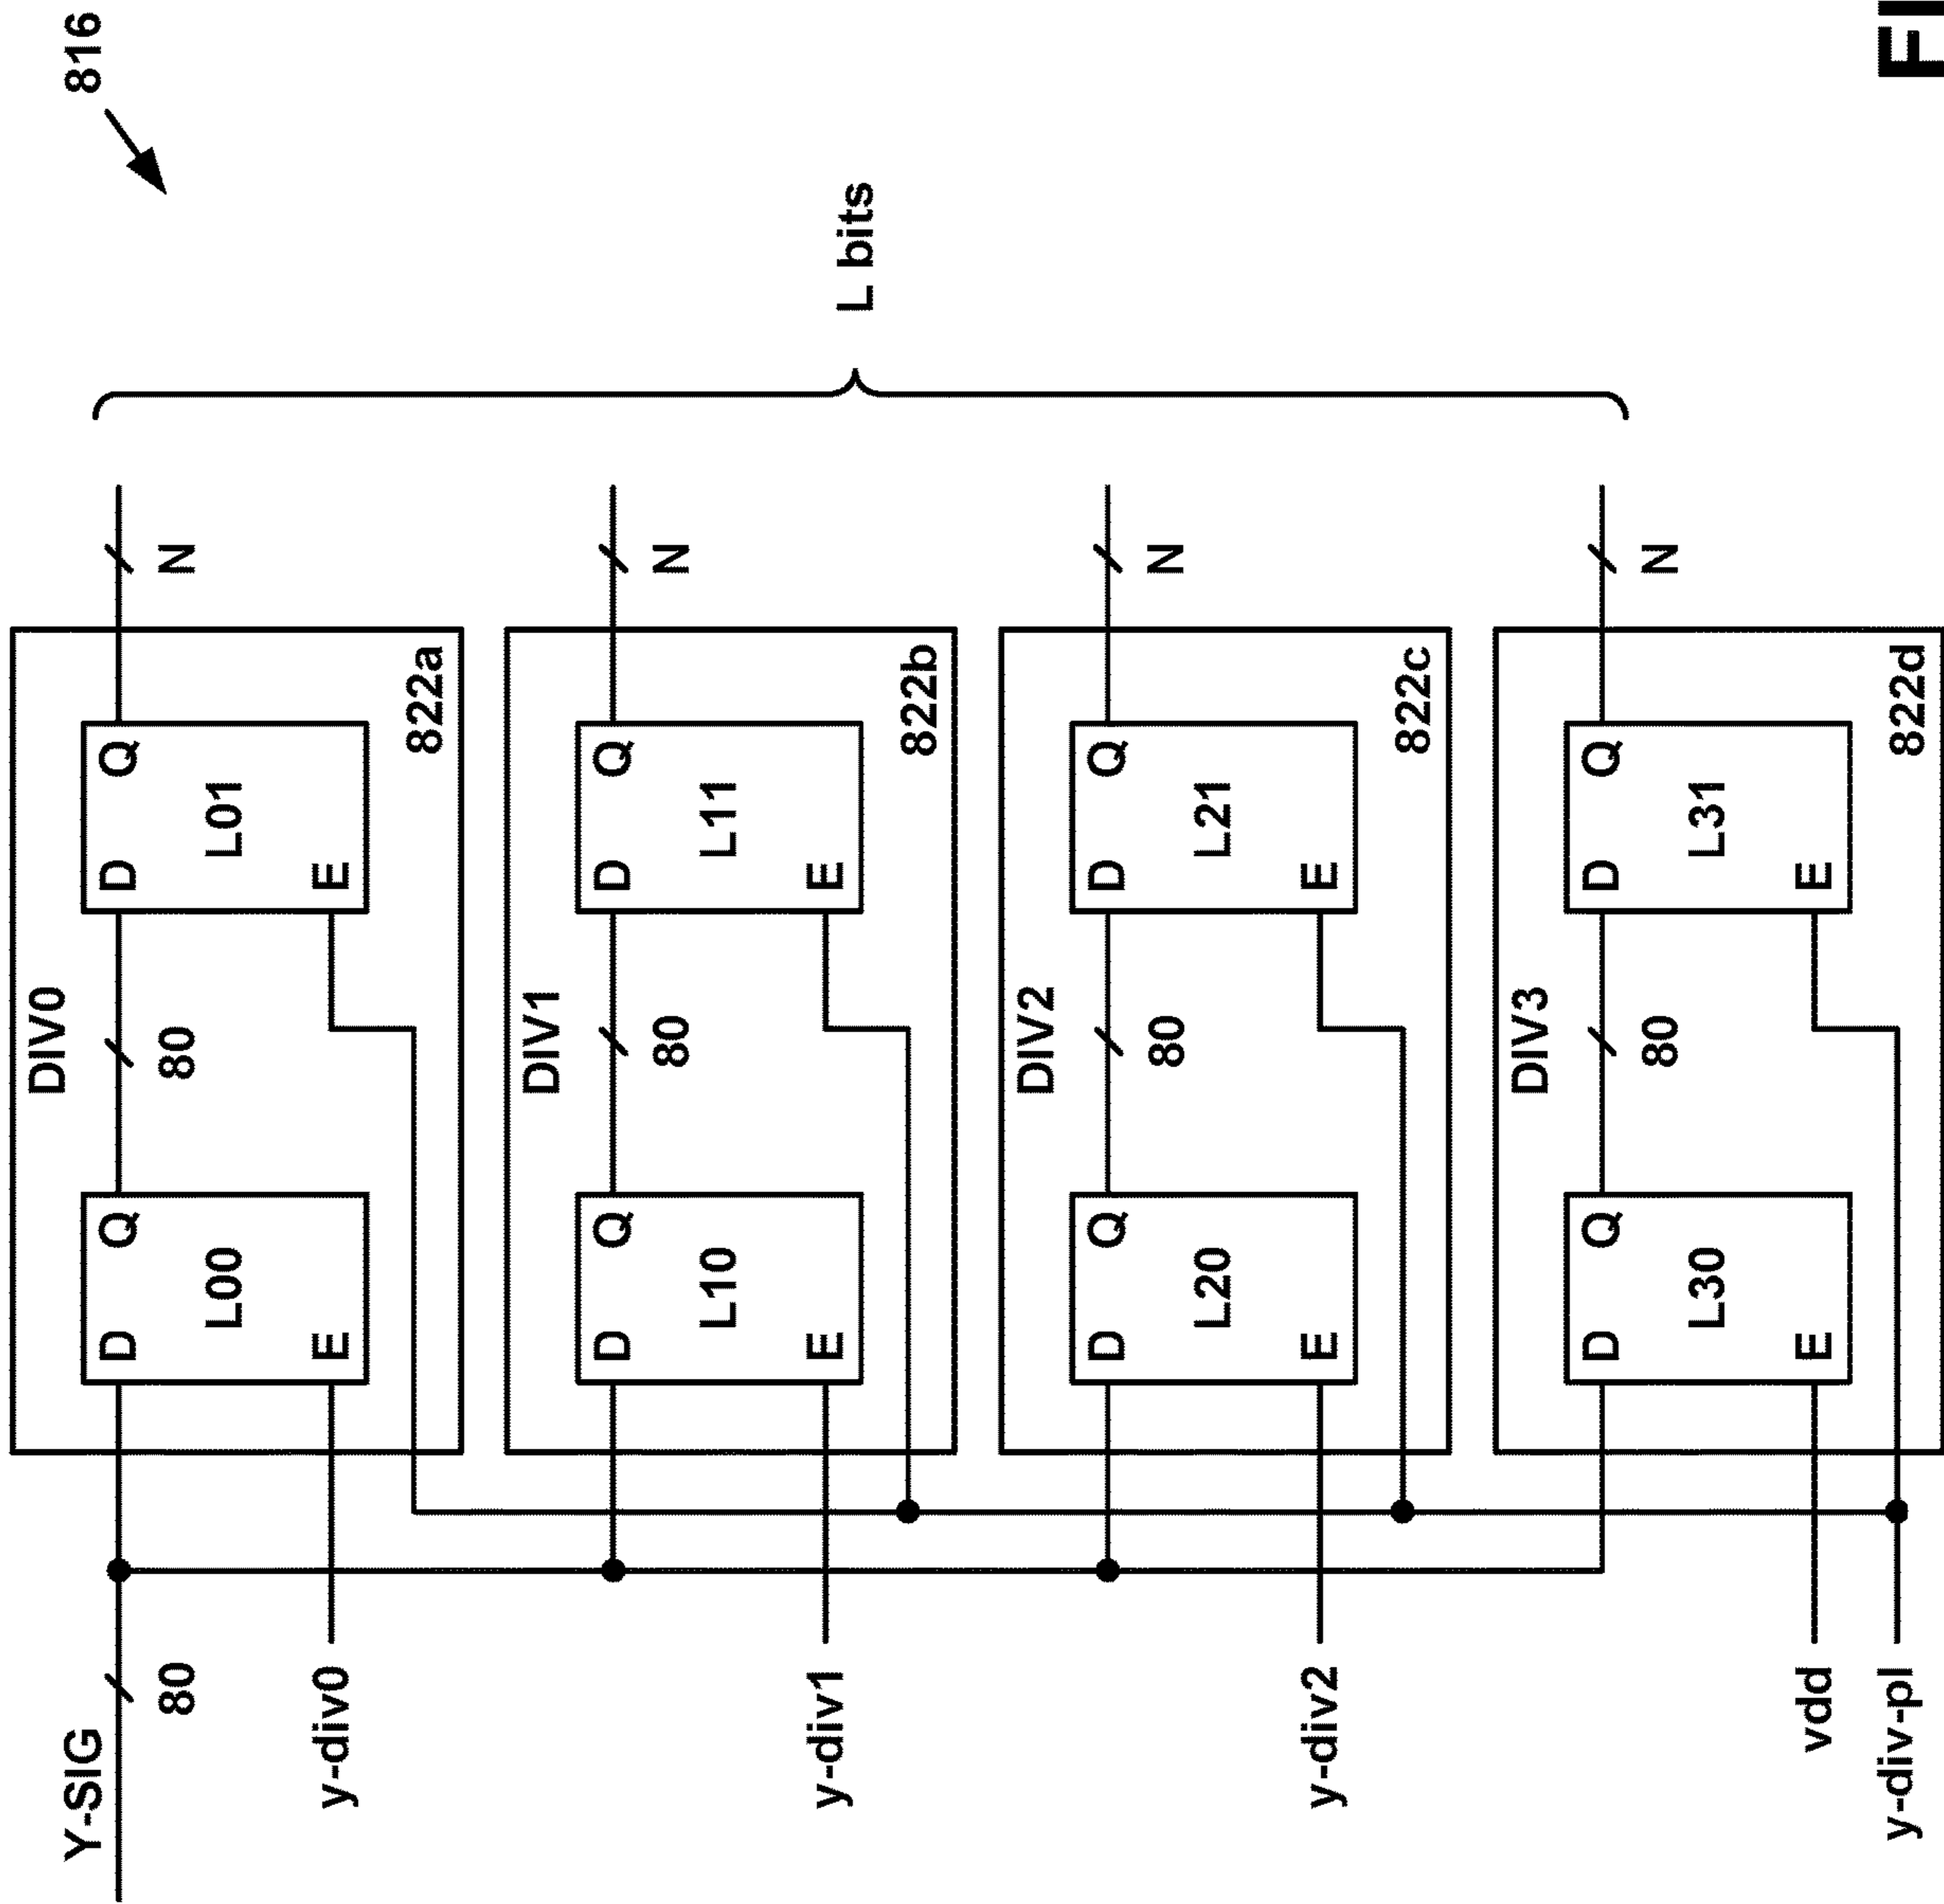 816
Y-SIG
80
y-div0
DIV0
D
Q
L00
E
80
D
Q
L01
E
822a
N
y-div1
DIV1
D
Q
L10
E
80
D
Q
L11
E
822b
N
L bits
y-div2
DIV2
D
Q
L20
E
80
D
Q
L21
E
822c
N
vdd
y-div-pl
DIV3
D
Q
L30
E
80
D
Q
L31
E
822d
N